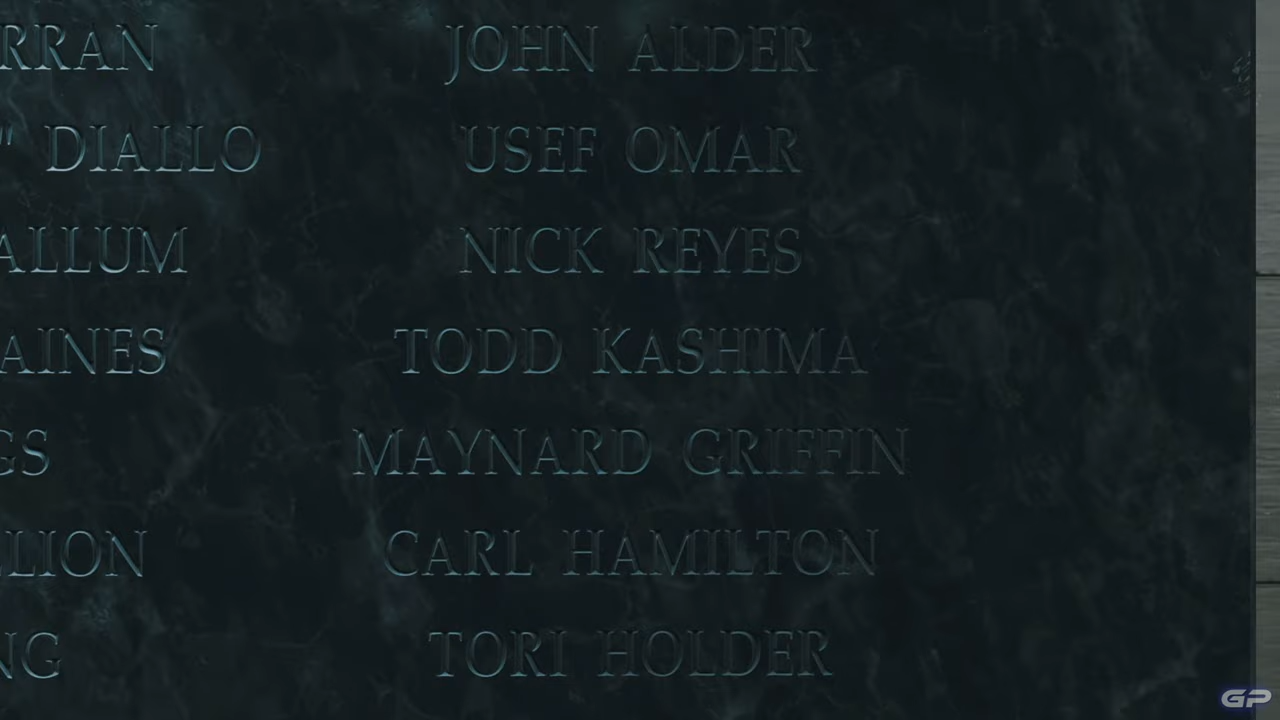 RRAN JOHN ALDER
" DIALLO USEF OMAR
ALLUM NICK REYES
AINES TODD KASHIMA
GS MAYNARD GRIFFIN
LION CARL HAMILTON
NG TORI HOLDER
GP